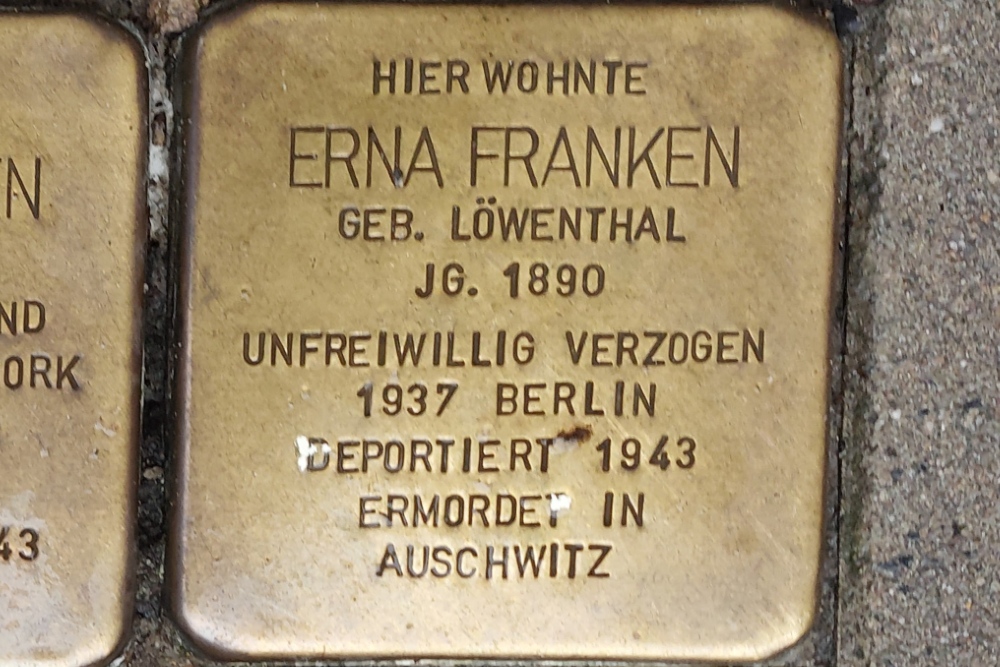 HIER WOHNTE
ERNA FRANKEN
GEB. LÖWENTHAL
JG. 1890
UNFREIWILLIG VERZOGEN
1937 BERLIN
DEPORTIERT 1943
ERMORDET IN
AUSCHWITZ